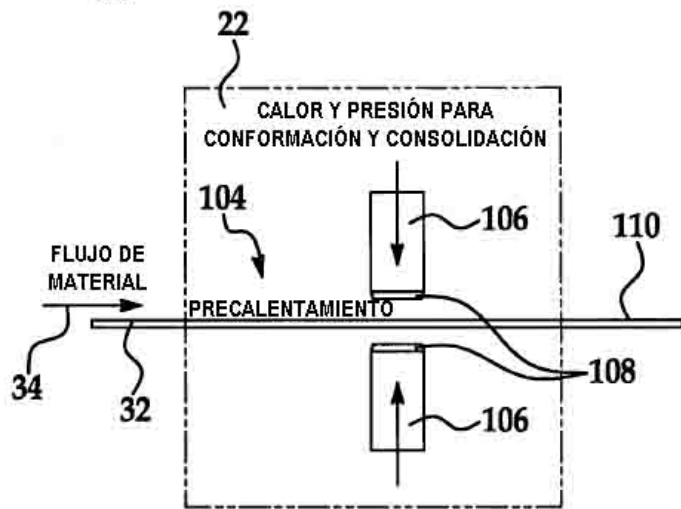 22
CALOR Y PRESIÓN PARA
CONFORMACIÓN Y CONSOLIDACIÓN
104
106
110
FLUJO DE
MATERIAL
PRECALENTAMIENTO
34
32
108
106